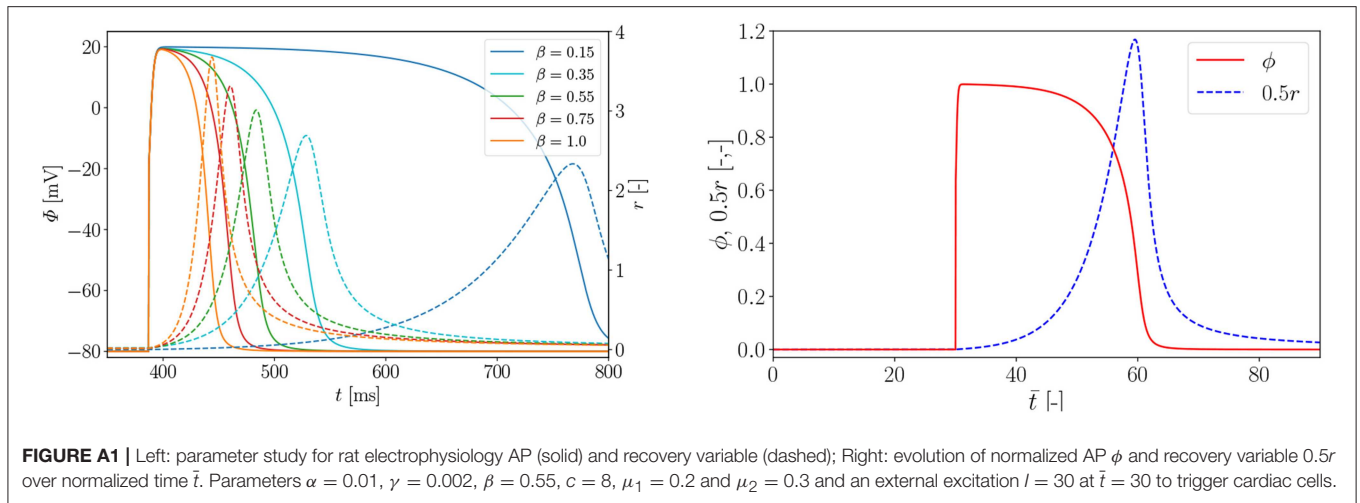 20
0
−20
−40
−60
−80
Φ [mV]
400
500
600
700
800
t [ms]
4
3
2
1
0
r [-]
β = 0.15
β = 0.35
β = 0.55
β = 0.75
β = 1.0
1.2
1.0
0.8
0.6
0.4
0.2
0.0
ϕ, 0.5r [-,-]
0
20
40
60
80
t̄ [-]
ϕ
0.5r
FIGURE A1 | Left: parameter study for rat electrophysiology AP (solid) and recovery variable (dashed); Right: evolution of normalized AP ϕ and recovery variable 0.5r
over normalized time t̄. Parameters α = 0.01, γ = 0.002, β = 0.55, c = 8, μ₁ = 0.2 and μ₂ = 0.3 and an external excitation I = 30 at t̄ = 30 to trigger cardiac cells.